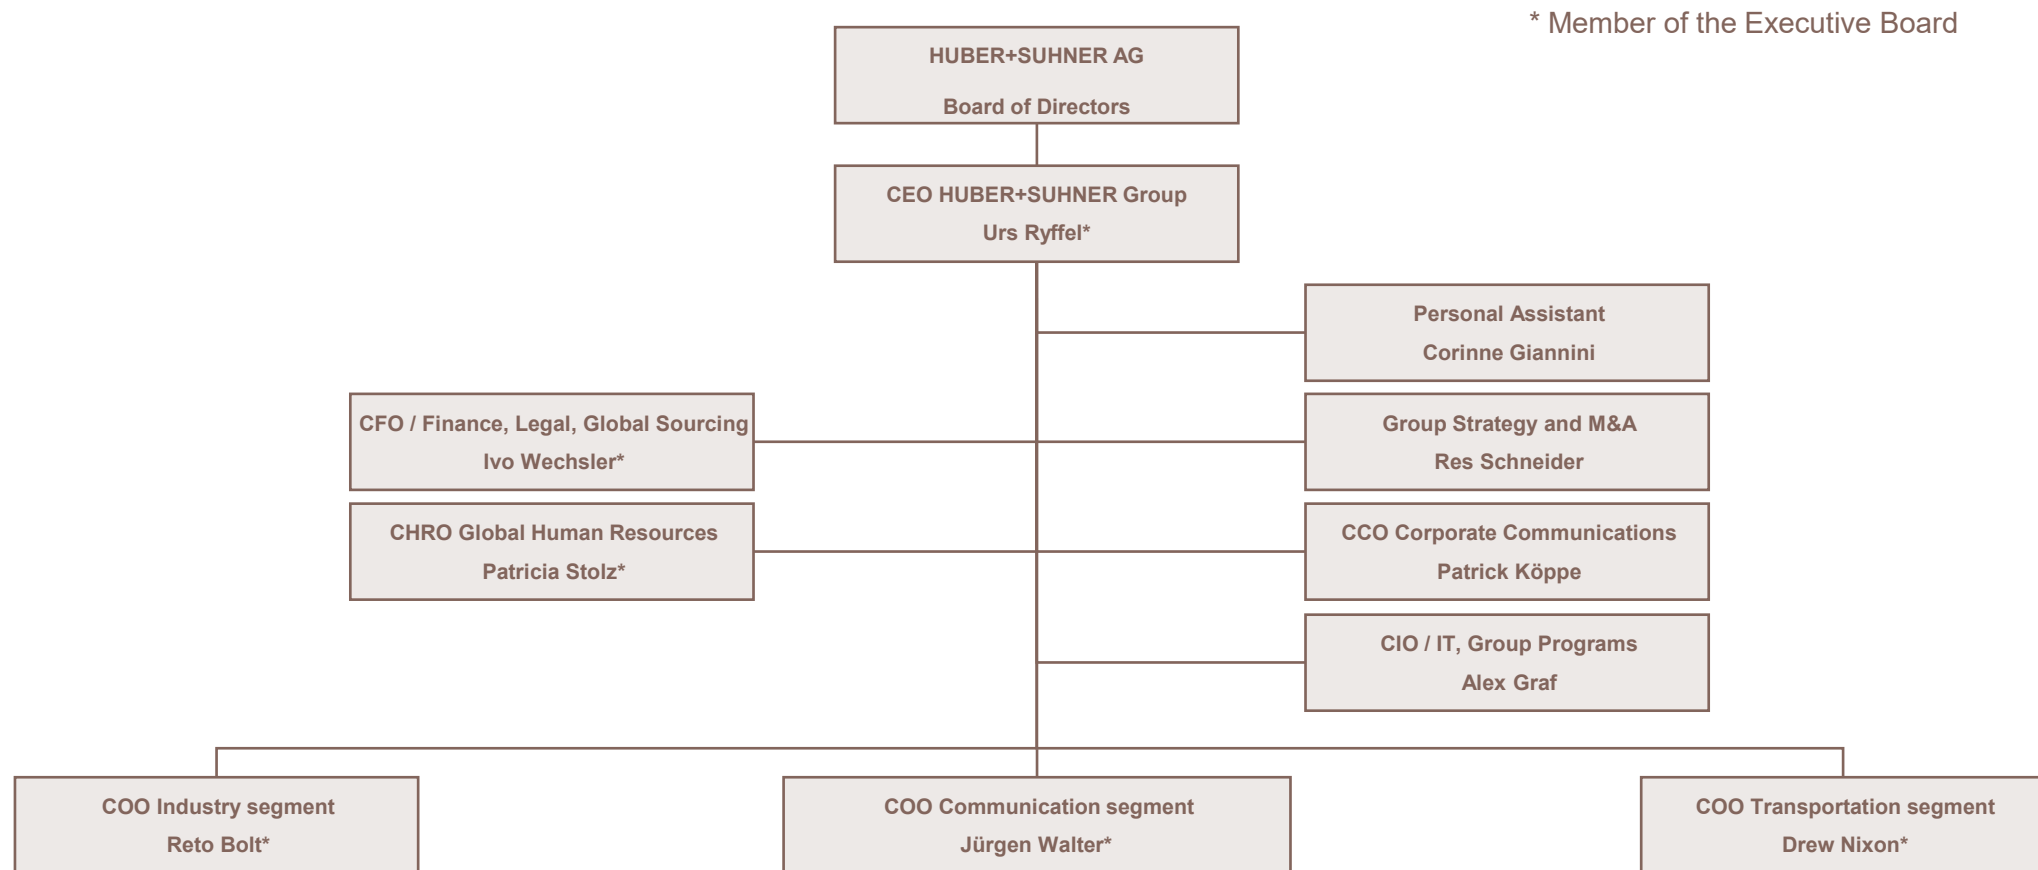 * Member of the Executive Board
HUBER+SUHNER AG
Board of Directors
CEO HUBER+SUHNER Group
Urs Ryffel*
Personal Assistant
Corinne Giannini
CFO / Finance, Legal, Global Sourcing
Ivo Wechsler*
Group Strategy and M&A
Res Schneider
CHRO Global Human Resources
Patricia Stolz*
CCO Corporate Communications
Patrick Köppe
CIO / IT, Group Programs
Alex Graf
COO Industry segment
Reto Bolt*
COO Communication segment
Jürgen Walter*
COO Transportation segment
Drew Nixon*